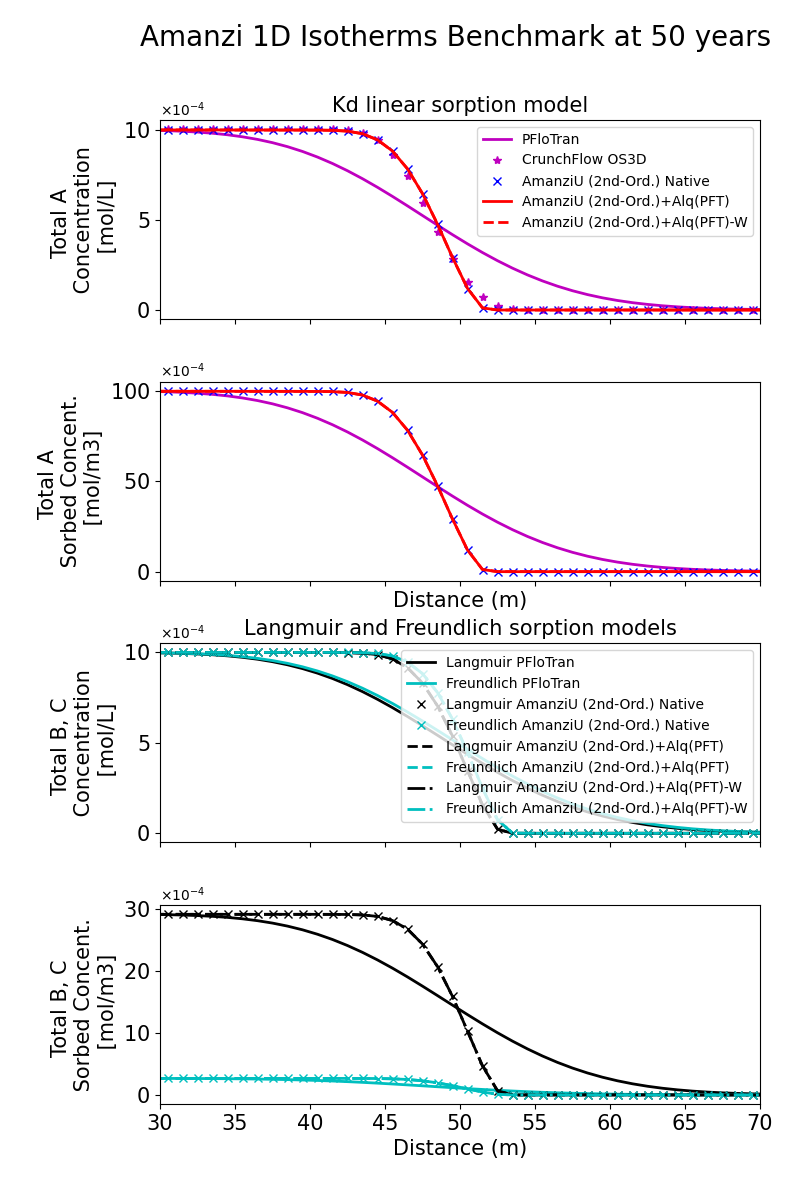 Amanzi 1D Isotherms Benchmark at 50 years
Kd linear sorption model
×10⁻⁴
10
5
0
Total A
Concentration
[mol/L]
PFloTran
CrunchFlow OS3D
AmanziU (2nd-Ord.) Native
AmanziU (2nd-Ord.)+Alq(PFT)
AmanziU (2nd-Ord.)+Alq(PFT)-W
×10⁻⁴
100
50
0
Total A
Sorbed Concent.
[mol/m3]
Distance (m)
Langmuir and Freundlich sorption models
×10⁻⁴
10
5
0
Total B, C
Concentration
[mol/L]
Langmuir PFloTran
Freundlich PFloTran
Langmuir AmanziU (2nd-Ord.) Native
Freundlich AmanziU (2nd-Ord.) Native
Langmuir AmanziU (2nd-Ord.)+Alq(PFT)
Freundlich AmanziU (2nd-Ord.)+Alq(PFT)
Langmuir AmanziU (2nd-Ord.)+Alq(PFT)-W
Freundlich AmanziU (2nd-Ord.)+Alq(PFT)-W
×10⁻⁴
30
20
10
0
Total B, C
Sorbed Concent.
[mol/m3]
30 35 40 45 50 55 60 65 70
Distance (m)